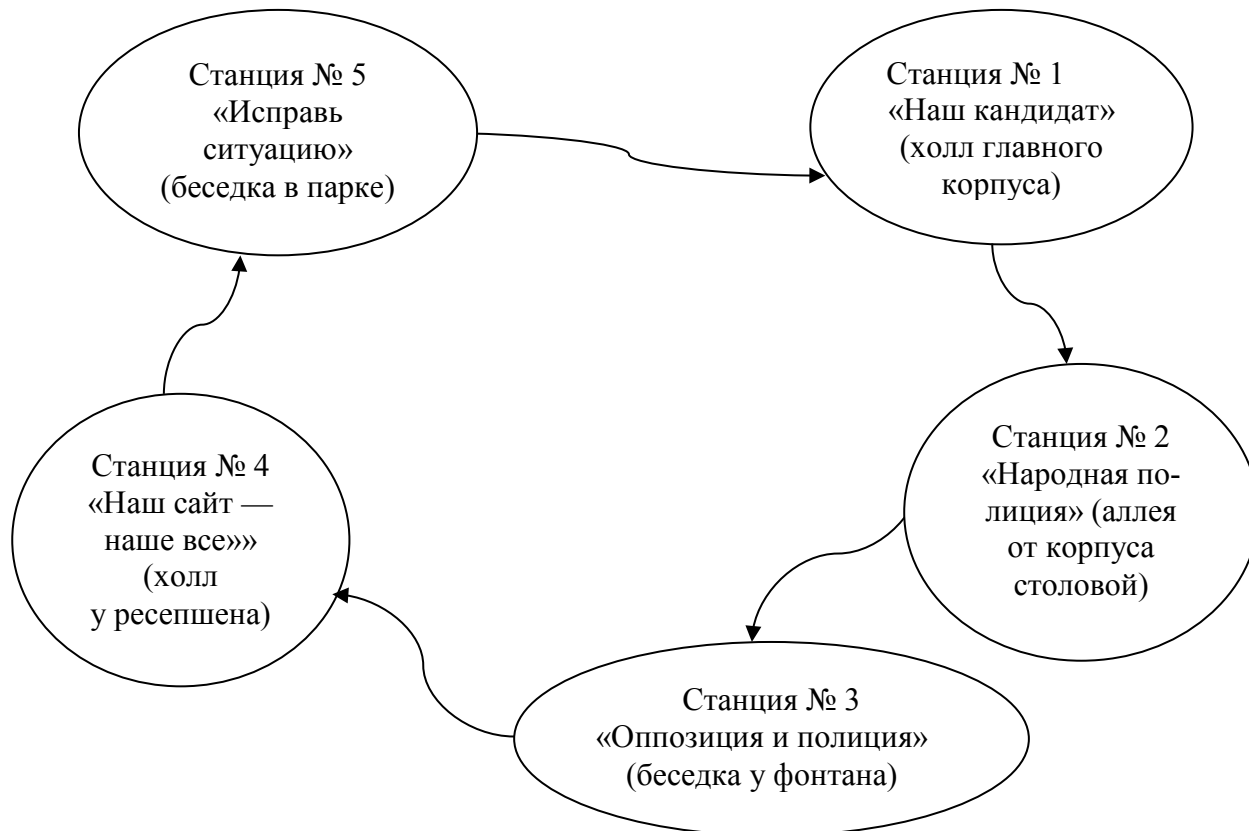 Станция № 5
«Исправь
ситуацию»
(беседка в парке)
Станция № 1
«Наш кандидат»
(холл главного
корпуса)
Станция № 2
«Народная по-
лиция» (аллея
от корпуса
столовой)
Станция № 4
«Наш сайт —
наше все»»
(холл
у ресепшена)
Станция № 3
«Оппозиция и полиция»
(беседка у фонтана)